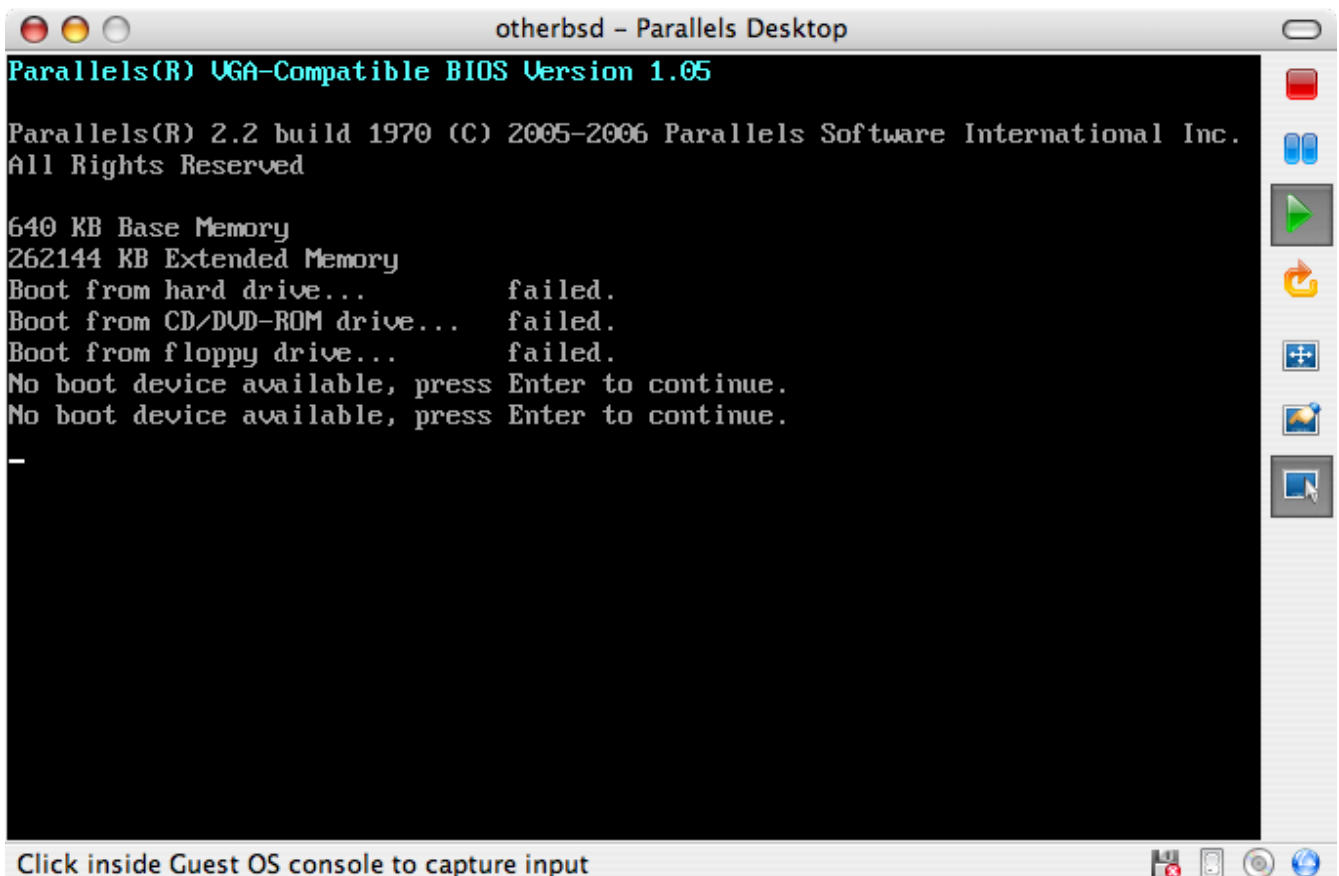 otherbsd – Parallels Desktop
Parallels(R) VGA-Compatible BIOS Version 1.05
Parallels(R) 2.2 build 1970 (C) 2005-2006 Parallels Software International Inc.
All Rights Reserved
640 KB Base Memory
262144 KB Extended Memory
Boot from hard drive... failed.
Boot from CD/DVD-ROM drive... failed.
Boot from floppy drive... failed.
No boot device available, press Enter to continue.
No boot device available, press Enter to continue.
Click inside Guest OS console to capture input